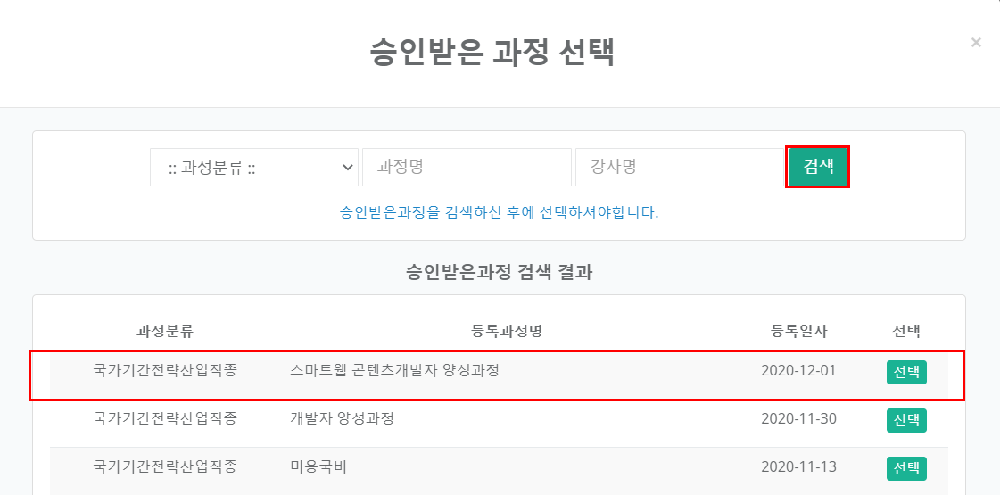 승인받은 과정 선택
×
:: 과정분류 :: 과정명 강사명 검색
승인받은과정을 검색하신 후에 선택하셔야합니다.
승인받은과정 검색 결과
과정분류 등록과정명 등록일자 선택
국가기간전략산업직종 스마트웹 콘텐츠개발자 양성과정 2020-12-01 선택
국가기간전략산업직종 개발자 양성과정 2020-11-30 선택
국가기간전략산업직종 미용국비 2020-11-13 선택